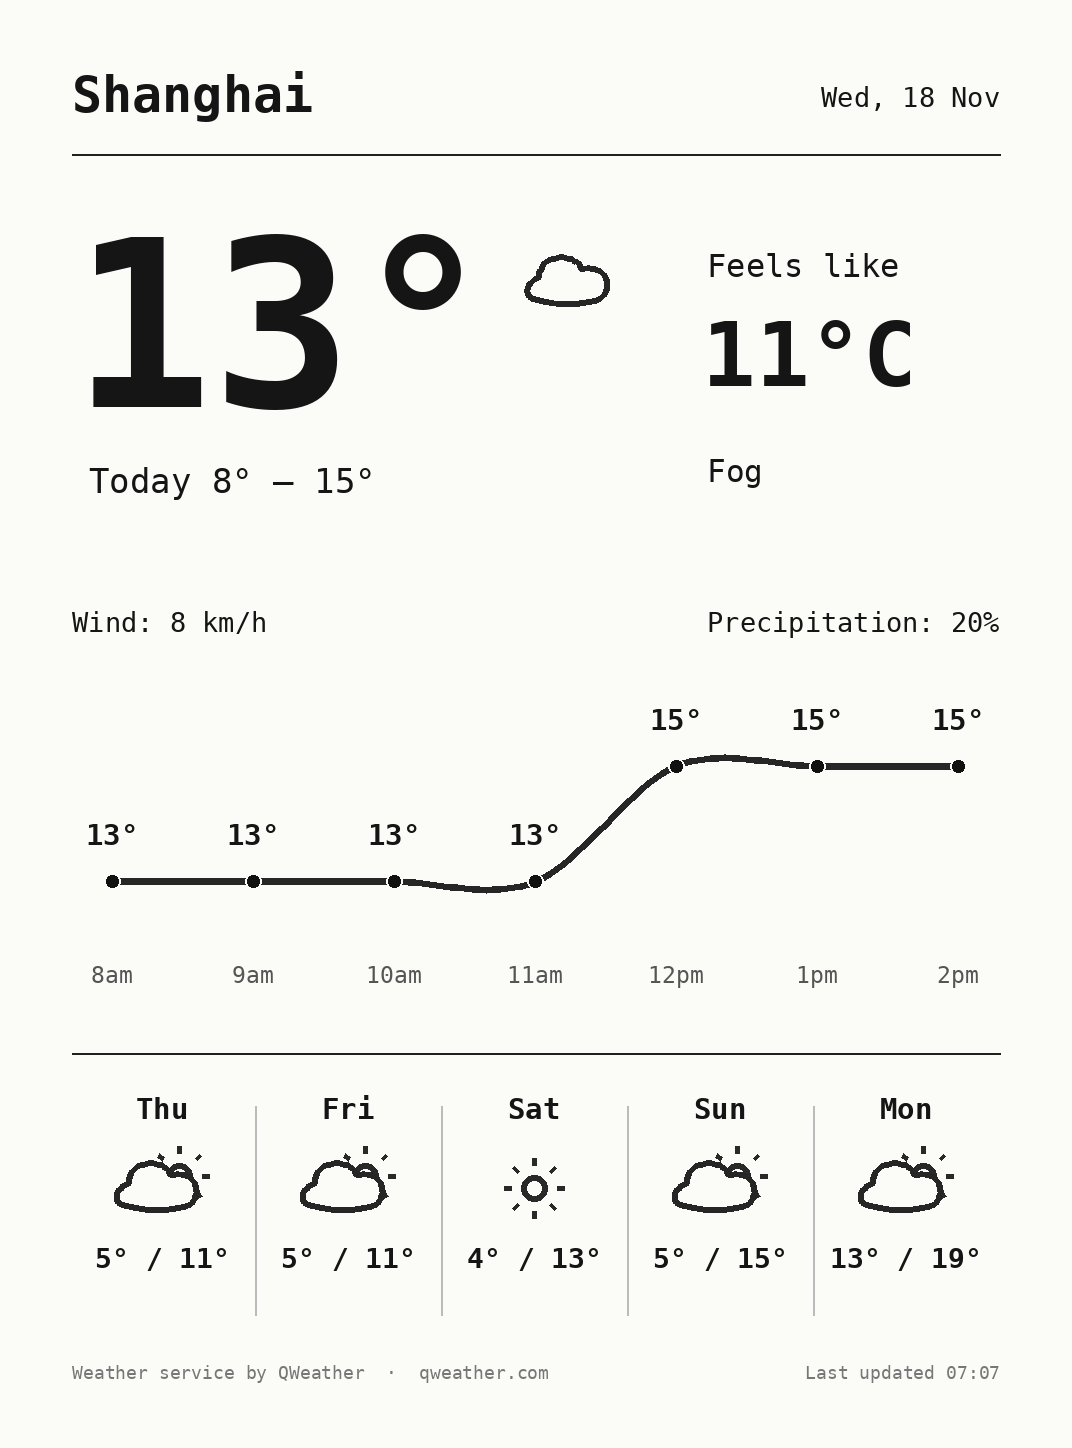 Shanghai
Wed, 18 Nov
13°
Feels like
11°C
Today 8° – 15°
Fog
Wind: 8 km/h
Precipitation: 20%
15° 15° 15°
13° 13° 13° 13°
8am 9am 10am 11am 12pm 1pm 2pm
Thu Fri Sat Sun Mon
5° / 11° 5° / 11° 4° / 13° 5° / 15° 13° / 19°
Weather service by QWeather · qweather.com
Last updated 07:07